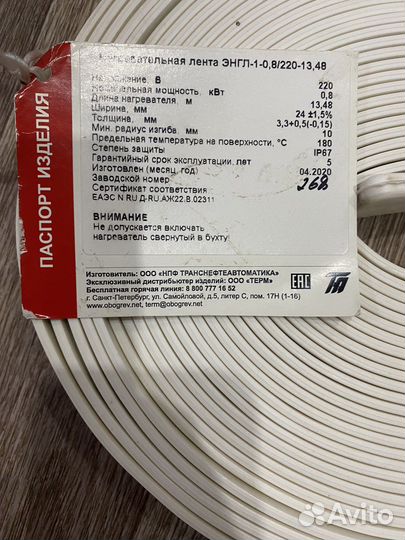 Нагревательная лента ЭНГЛ-1-0,8/220-13,48
Напряжение, В 220
Номинальная мощность, кВт 0,8
Длина нагревателя, м 13,48
Ширина, мм 24 ±1,5%
Толщина, мм 3,3+0,5(-0,15)
Мин. радиус изгиба, мм 10
Предельная температура на поверхности, °С 180
Степень защиты IP67
Гарантийный срок эксплуатации, лет 5
Изготовлен (месяц, год) 04.2020
Заводской номер 268
Сертификат соответствия
ЕАЭС N RU Д-RU.АЖ22.В.02311
ВНИМАНИЕ
Не допускается включать
нагреватель свернутый в бухту
Изготовитель: ООО «НПФ ТРАНСНЕФТЕАВТОМАТИКА»
Эксклюзивный дистрибьютер изделий: ООО «ТЕРМ»
Бесплатная горячая линия: 8 800 777 16 52
г. Санкт-Петербург, ул. Самойловой, д.5, литер С, пом. 17Н (1-16)
www.obogrev.net, term@obogrev.net
EAC
ПАСПОРТ ИЗДЕЛИЯ
Avito